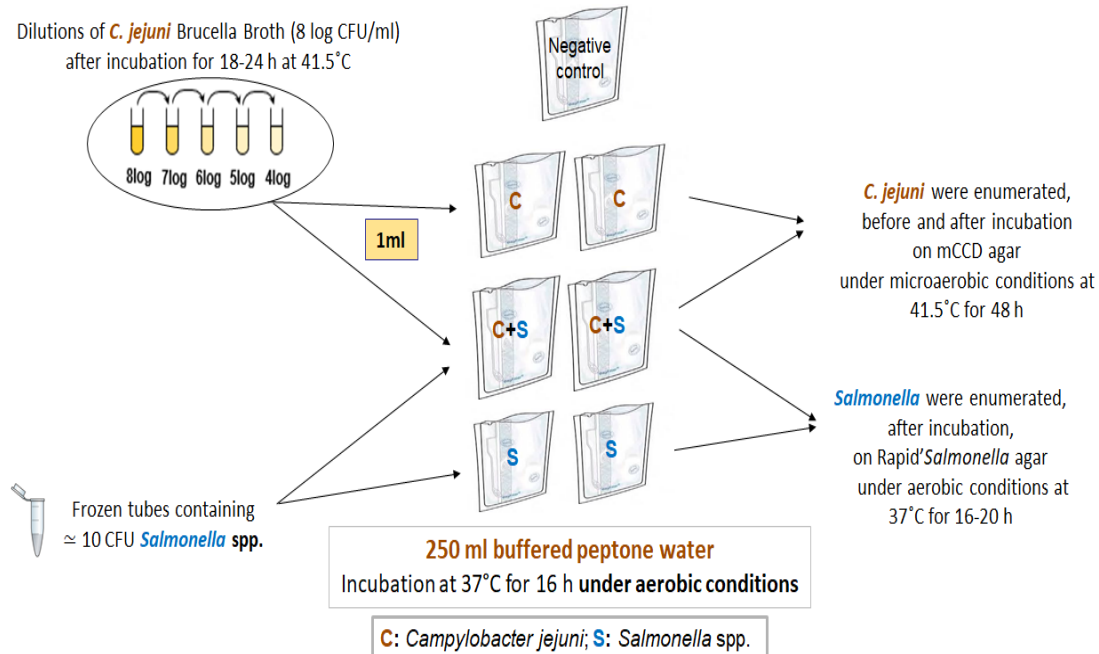 Dilutions of C. jejuni Brucella Broth (8 log CFU/ml)
after incubation for 18-24 h at 41.5˚C
8log 7log 6log 5log 4log
Negative
control
C
C
1ml
C. jejuni were enumerated,
before and after incubation
on mCCD agar
under microaerobic conditions at
41.5˚C for 48 h
C+S
C+S
S
S
Salmonella were enumerated,
after incubation,
on Rapid’Salmonella agar
under aerobic conditions at
37˚C for 16-20 h
Frozen tubes containing
≃ 10 CFU Salmonella spp.
250 ml buffered peptone water
Incubation at 37°C for 16 h under aerobic conditions
C: Campylobacter jejuni; S: Salmonella spp.